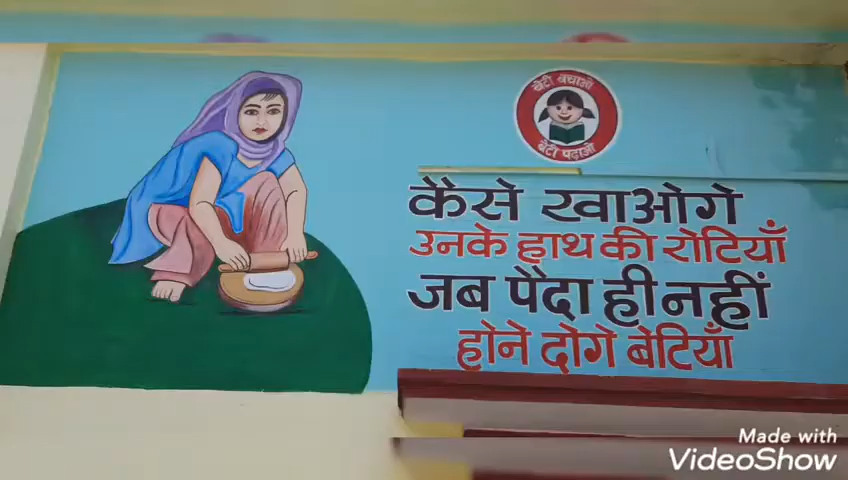 बेटी बचाओ
बेटी पढ़ाओ
कैसे खाओगे
उनके हाथ की रोटियाँ
जब पैदा ही नहीं
होने दोगे बेटियाँ
Made with
VideoShow